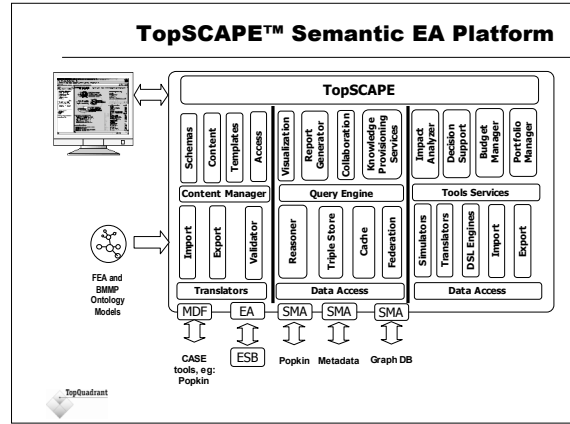 TopSCAPE™ Semantic EA Platform
TopSCAPE
Schemas
Content
Templates
Access
Visualization
Report
Generator
Collaboration
Knowledge
Provisioning
Services
Impact
Analyzer
Decision
Support
Budget
Manager
Portfolio
Manager
Content Manager
Query Engine
Tools Services
Import
Export
Validator
Reasoner
Triple Store
Cache
Federation
Simulators
Translators
DSL Engines
Import
Export
FEA and
BMMP
Ontology
Models
Translators
Data Access
Data Access
MDF
EA
SMA
SMA
SMA
CASE
tools, eg:
Popkin
ESB
Popkin
Metadata
Graph DB
TopQuadrant